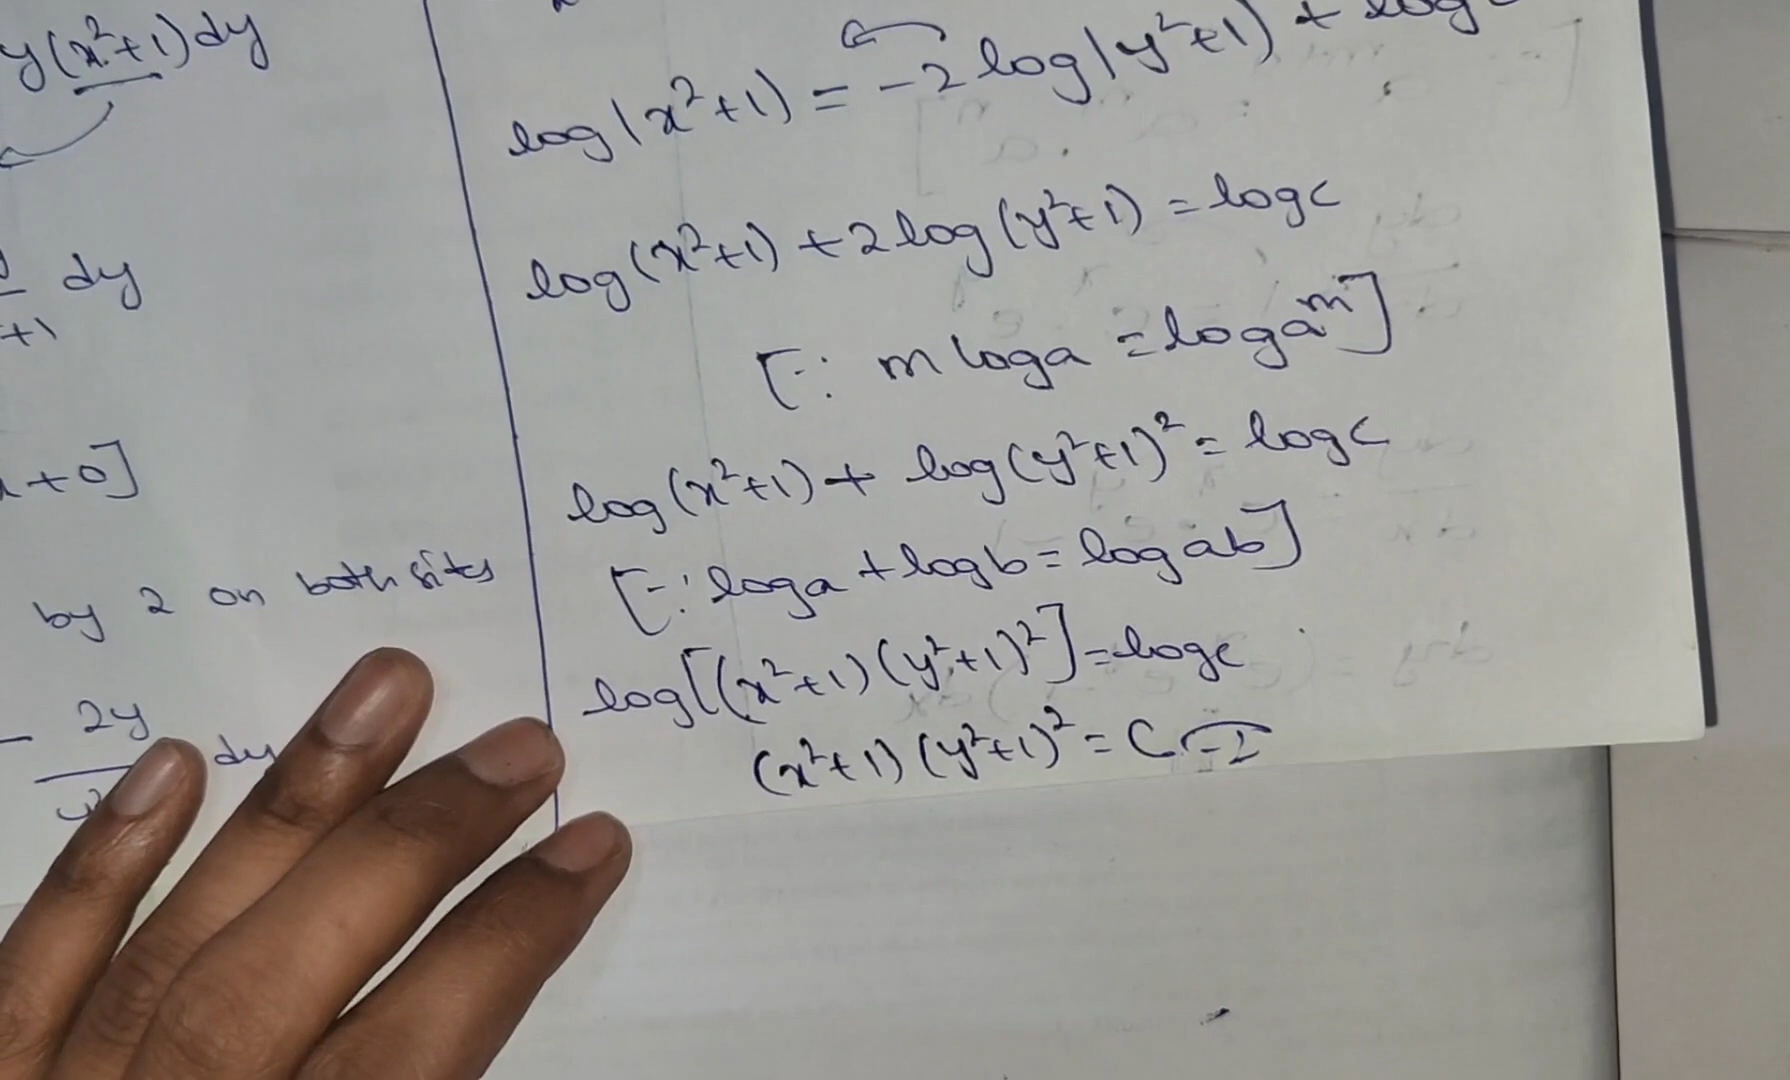 y(x²+1)dy
dy
+1
+0]
by 2 on both sides
- 2y dy
log(x²+1) = -2 log(y²+1) + log
log(x²+1) + 2 log(y²+1) = log c
[∵ m log a = log a^m]
log(x²+1) + log(y²+1)² = log c
[∵ log a + log b = log ab]
log[(x²+1)(y²+1)²] = log c
(x²+1)(y²+1)² = C